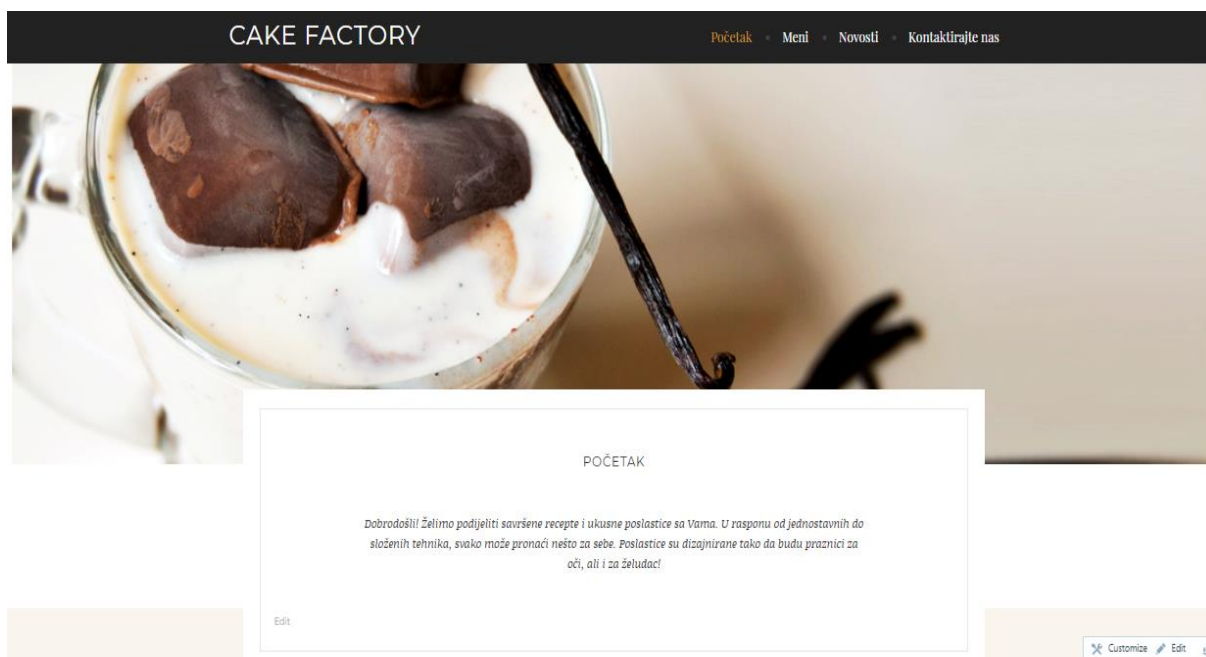 CAKE FACTORY
Početak Meni Novosti Kontaktirajte nas
POČETAK
Dobrodošli! Želimo podijeliti savršene recepte i ukusne poslastice sa Vama. U rasponu od jednostavnih do
složenih tehnika, svako može pronaći nešto za sebe. Poslastice su dizajnirane tako da budu praznici za
oči, ali i za želudac!
Edit
Customize Edit